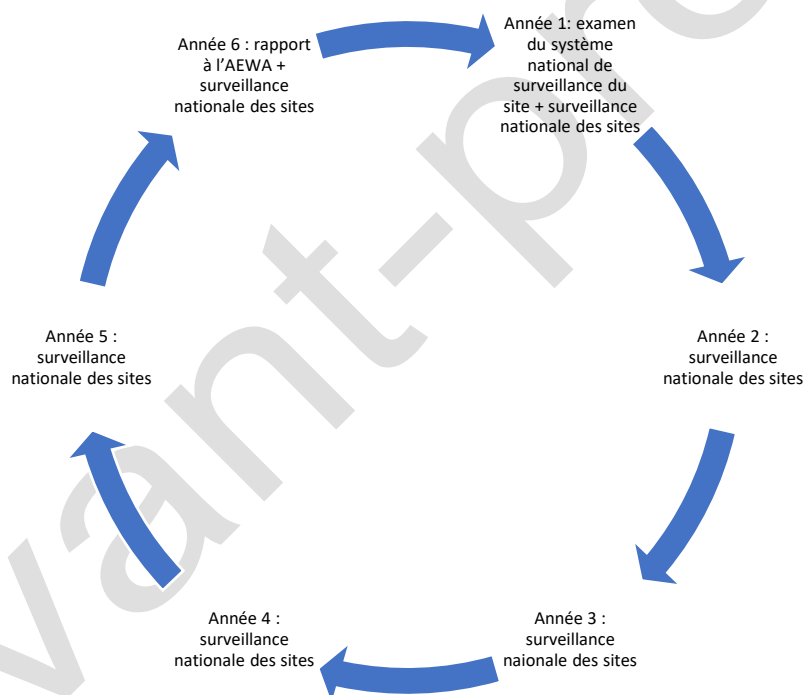 Année 1: examen
du système
national de
surveillance du
site + surveillance
nationale des sites
Année 2 :
surveillance
nationale des sites
Année 3 :
surveillance
naionale des sites
Année 4 :
surveillance
nationale des sites
Année 5 :
surveillance
nationale des sites
Année 6 : rapport
à l’AEWA +
surveillance
nationale des sites
vant-pro